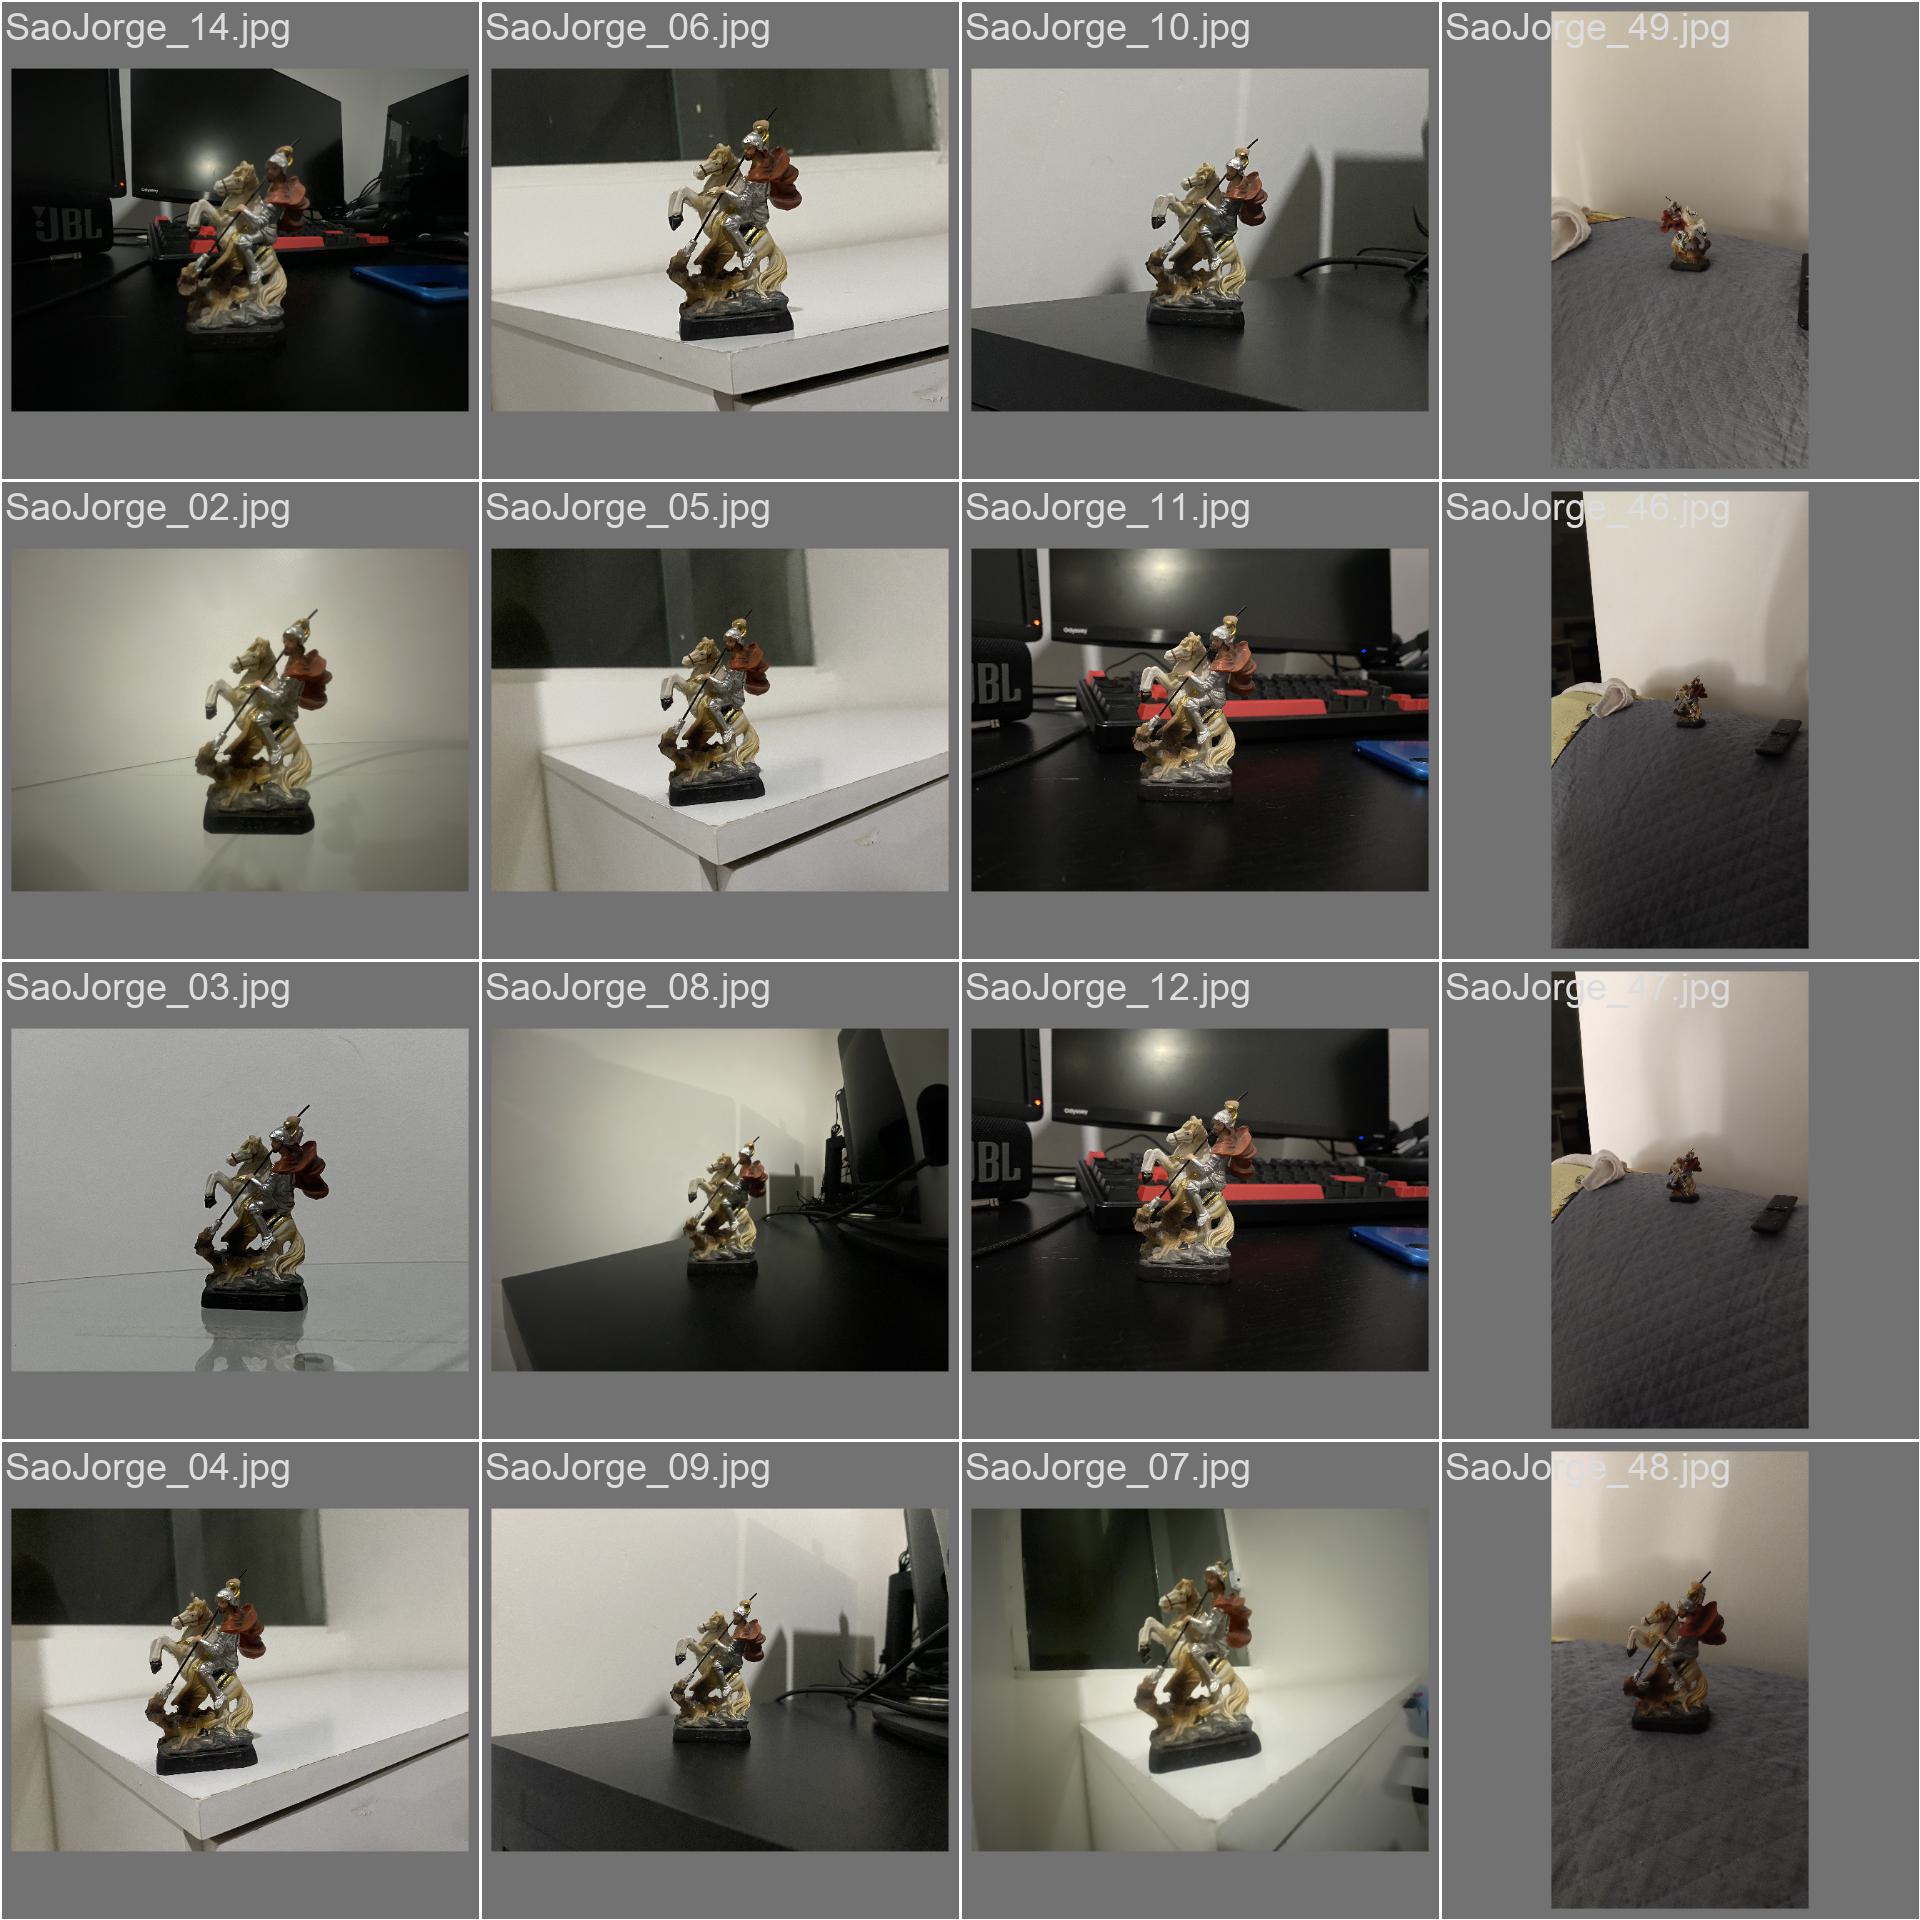 SaoJorge_14.jpg
SaoJorge_06.jpg
SaoJorge_10.jpg
SaoJorge_49.jpg
JBL
Odyssey
SaoJorge_02.jpg
SaoJorge_05.jpg
SaoJorge_11.jpg
SaoJorge_46.jpg
Odyssey
JBL
SaoJorge_03.jpg
SaoJorge_08.jpg
SaoJorge_12.jpg
SaoJorge_47.jpg
Odyssey
JBL
SaoJorge_04.jpg
SaoJorge_09.jpg
SaoJorge_07.jpg
SaoJorge_48.jpg